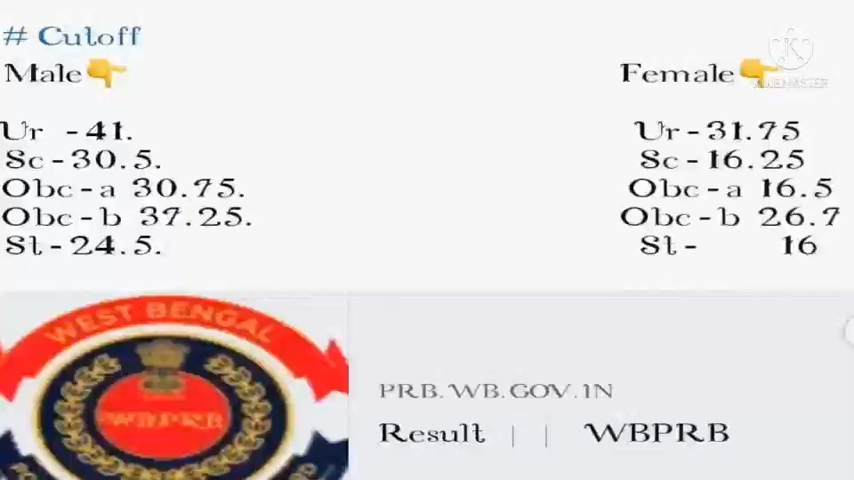 # Cutoff
Male👇
Ur -41.
Sc-30.5.
Obc-a 30.75.
Obc-b 37.25.
St-24.5.
Female👇
Ur-31.75
Sc-16.25
Obc-a 16.5
Obc-b 26.7
St- 16
KINEMASTER
WEST BENGAL
WBPRB
PRB.WB.GOV.IN
Result | | WBPRB